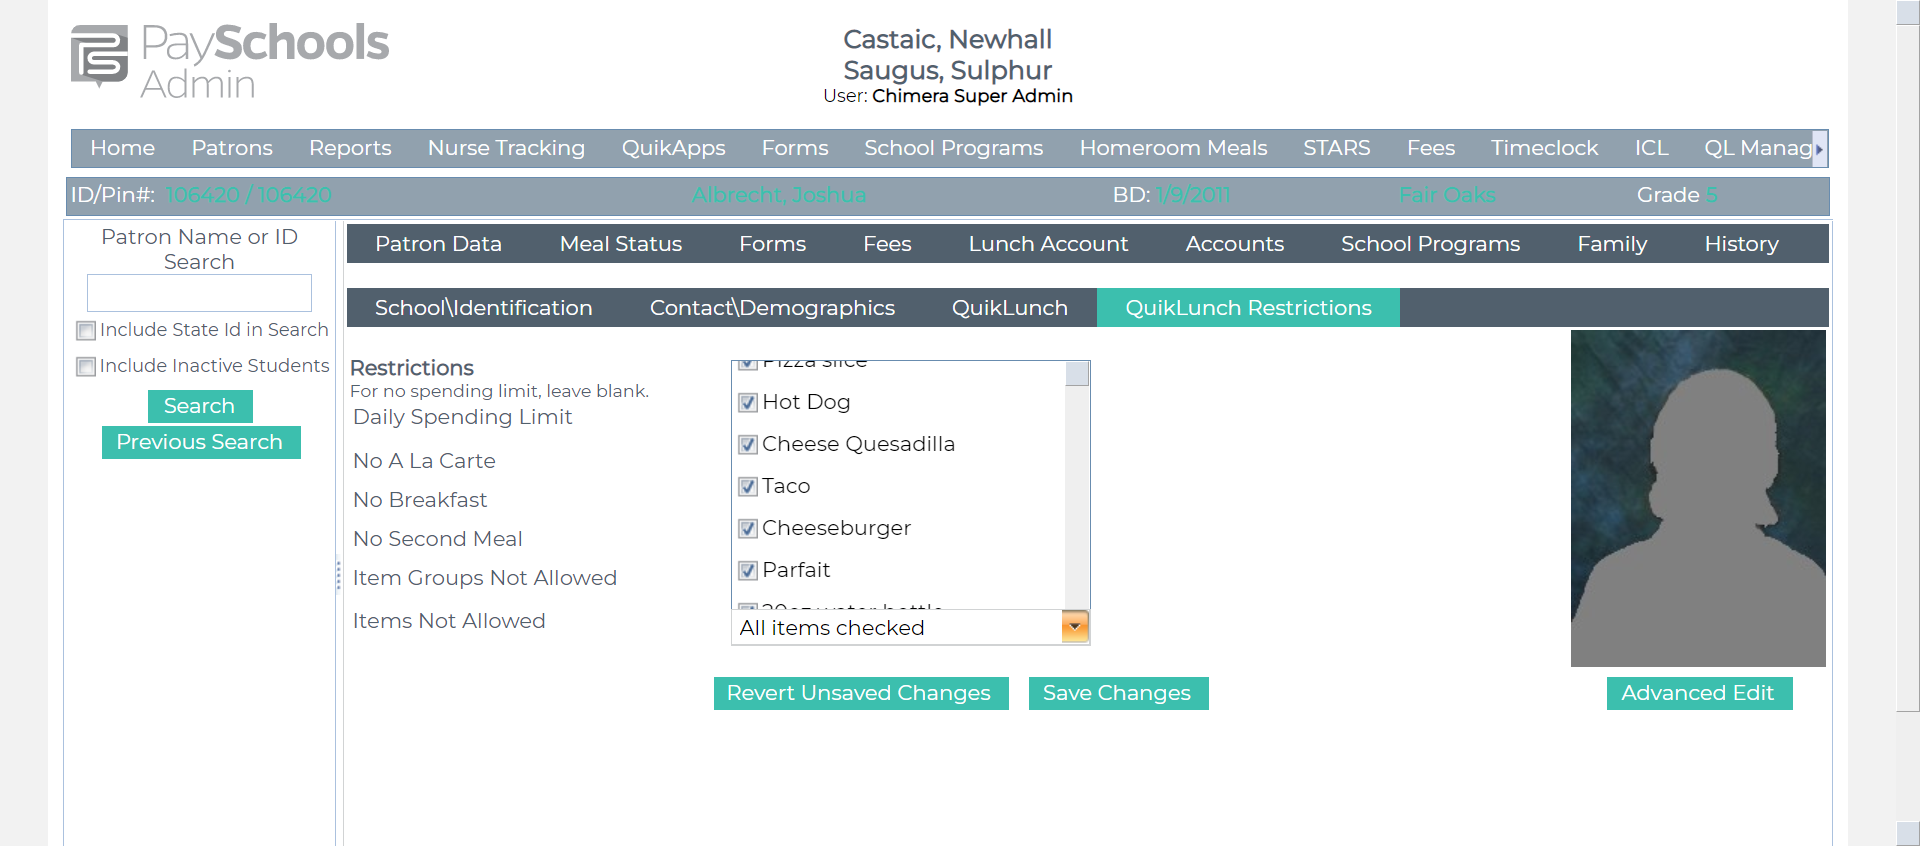 PaySchools
Admin
Castaic, Newhall
Saugus, Sulphur
User: Chimera Super Admin
Home Patrons Reports Nurse Tracking QuikApps Forms School Programs Homeroom Meals STARS Fees Timeclock ICL QL Manag
ID/Pin#: 106420 / 106420 Albrecht, Joshua BD: 1/9/2011 Fair Oaks Grade 5
Patron Name or ID
Search
Include State Id in Search
Include Inactive Students
Search
Previous Search
Patron Data Meal Status Forms Fees Lunch Account Accounts School Programs Family History
School\Identification Contact\Demographics QuikLunch QuikLunch Restrictions
Restrictions
For no spending limit, leave blank.
Daily Spending Limit
No A La Carte
No Breakfast
No Second Meal
Item Groups Not Allowed
Items Not Allowed
Pizza slice
Hot Dog
Cheese Quesadilla
Taco
Cheeseburger
Parfait
20oz water bottle
All items checked
Revert Unsaved Changes Save Changes
Advanced Edit